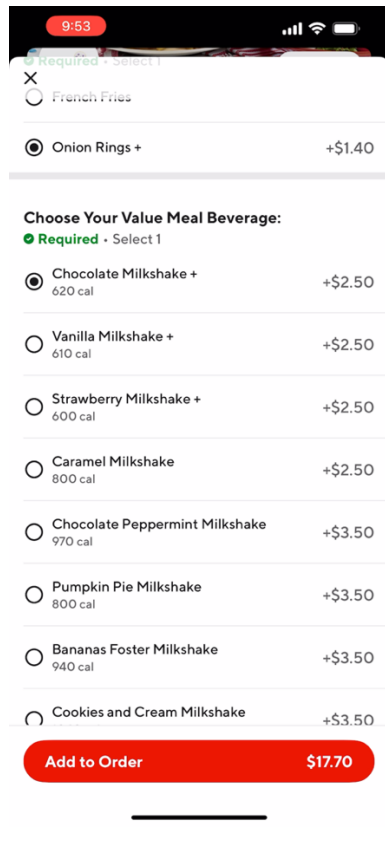 9:53
Required • Select 1
French Fries
Onion Rings + +$1.40
Choose Your Value Meal Beverage:
Required • Select 1
Chocolate Milkshake + +$2.50
620 cal
Vanilla Milkshake + +$2.50
610 cal
Strawberry Milkshake + +$2.50
600 cal
Caramel Milkshake +$2.50
800 cal
Chocolate Peppermint Milkshake +$3.50
970 cal
Pumpkin Pie Milkshake +$3.50
800 cal
Bananas Foster Milkshake +$3.50
940 cal
Cookies and Cream Milkshake +$3.50
Add to Order $17.70